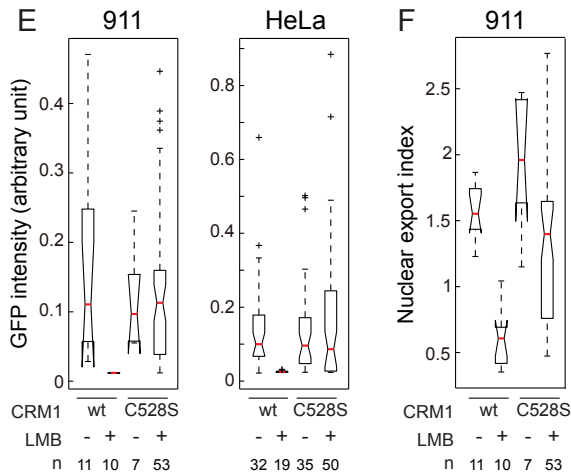 E
911
HeLa
F
911
GFP intensity (arbitrary unit)
0.4
0.3
0.2
0.1
0
0.8
0.6
0.4
0.2
0
Nuclear export index
2.5
2
1.5
1
0.5
CRM1 wt C528S wt C528S wt C528S
LMB - + - + - + - + - + - +
n 11 10 7 53 32 19 35 50 11 10 7 53